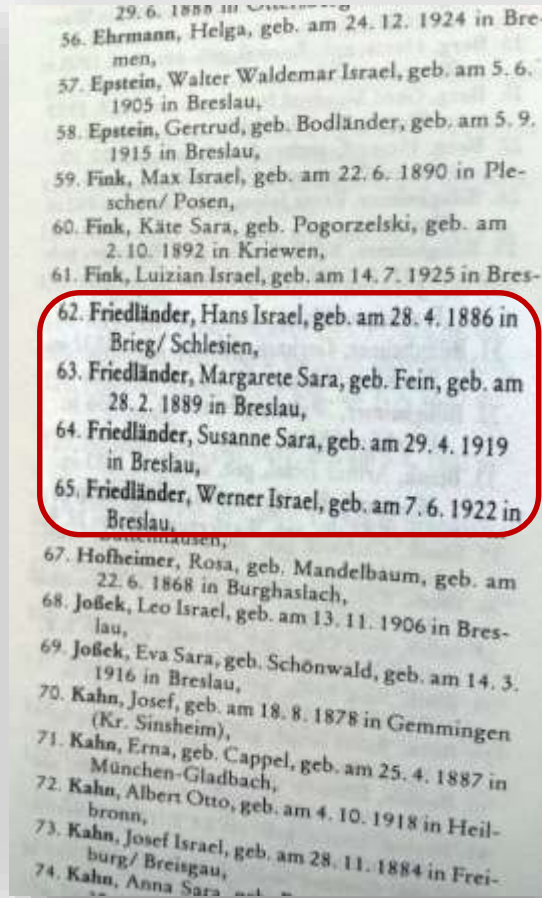 29. 6. 1888 in
56. Ehrmann, Helga, geb. am 24. 12. 1924 in Bre-
men,
57. Epstein, Walter Waldemar Israel, geb. am 5. 6.
1905 in Breslau,
58. Epstein, Gertrud, geb. Bodländer, geb. am 5. 9.
1915 in Breslau,
59. Fink, Max Israel, geb. am 22. 6. 1890 in Ple-
schen/ Posen,
60. Fink, Käte Sara, geb. Pogorzelski, geb. am
2. 10. 1892 in Kriewen,
61. Fink, Luizian Israel, geb. am 14. 7. 1925 in Bres-
62. Friedländer, Hans Israel, geb. am 28. 4. 1886 in
Brieg/ Schlesien,
63. Friedländer, Margarete Sara, geb. Fein, geb. am
28. 2. 1889 in Breslau,
64. Friedländer, Susanne Sara, geb. am 29. 4. 1919
in Breslau,
65. Friedländer, Werner Israel, geb. am 7. 6. 1922 in
Breslau,
67. Hofheimer, Rosa, geb. Mandelbaum, geb. am
22. 6. 1868 in Burghaslach,
68. Joßek, Leo Israel, geb. am 13. 11. 1906 in Bres-
lau,
69. Joßek, Eva Sara, geb. Schönwald, geb. am 14. 3.
1916 in Breslau,
70. Kahn, Josef, geb. am 18. 8. 1878 in Gemmingen
(Kr. Sinsheim),
71. Kahn, Erna, geb. Cappel, geb. am 25. 4. 1887 in
München-Gladbach,
72. Kahn, Albert Otto, geb. am 4. 10. 1918 in Heil-
bronn,
73. Kahn, Josef Israel, geb. am 28. 11. 1884 in Frei-
burg/ Breisgau,
74. Kahn, Anna Sara